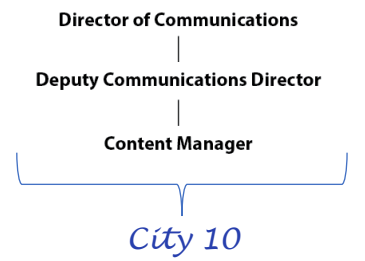 Director of Communications
Deputy Communications Director
Content Manager
City 10